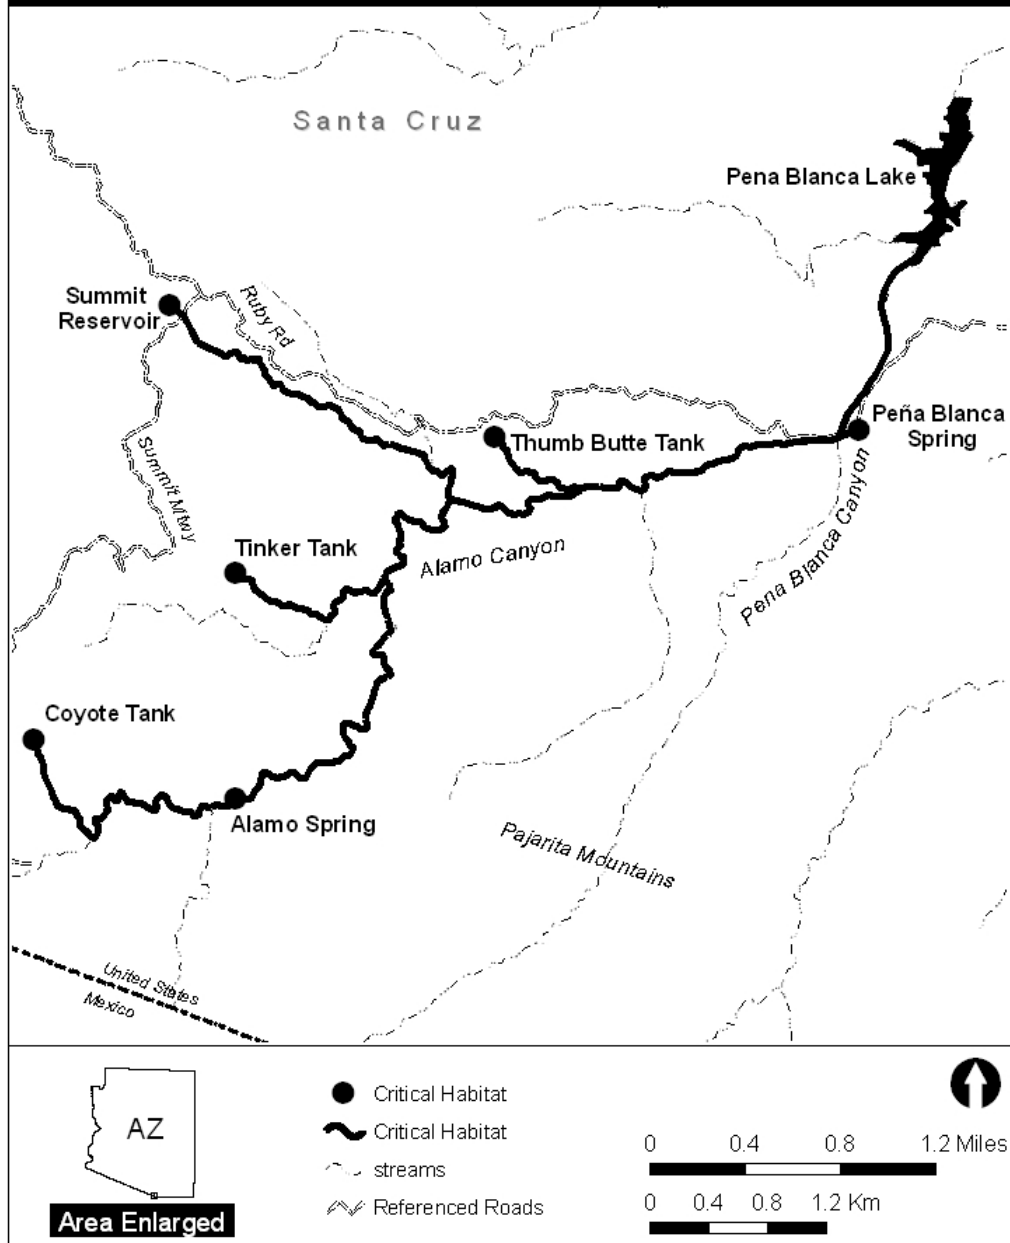 Santa Cruz
Pena Blanca Lake
Summit
Reservoir
Ruby Rd
Peña Blanca
Spring
Thumb Butte Tank
Summit Mtwy
Pena Blanca Canyon
Tinker Tank
Alamo Canyon
Coyote Tank
Alamo Spring
Pajarita Mountains
United States
Mexico
AZ
Area Enlarged
Critical Habitat
Critical Habitat
streams
Referenced Roads
0 0.4 0.8 1.2 Miles
0 0.4 0.8 1.2 Km